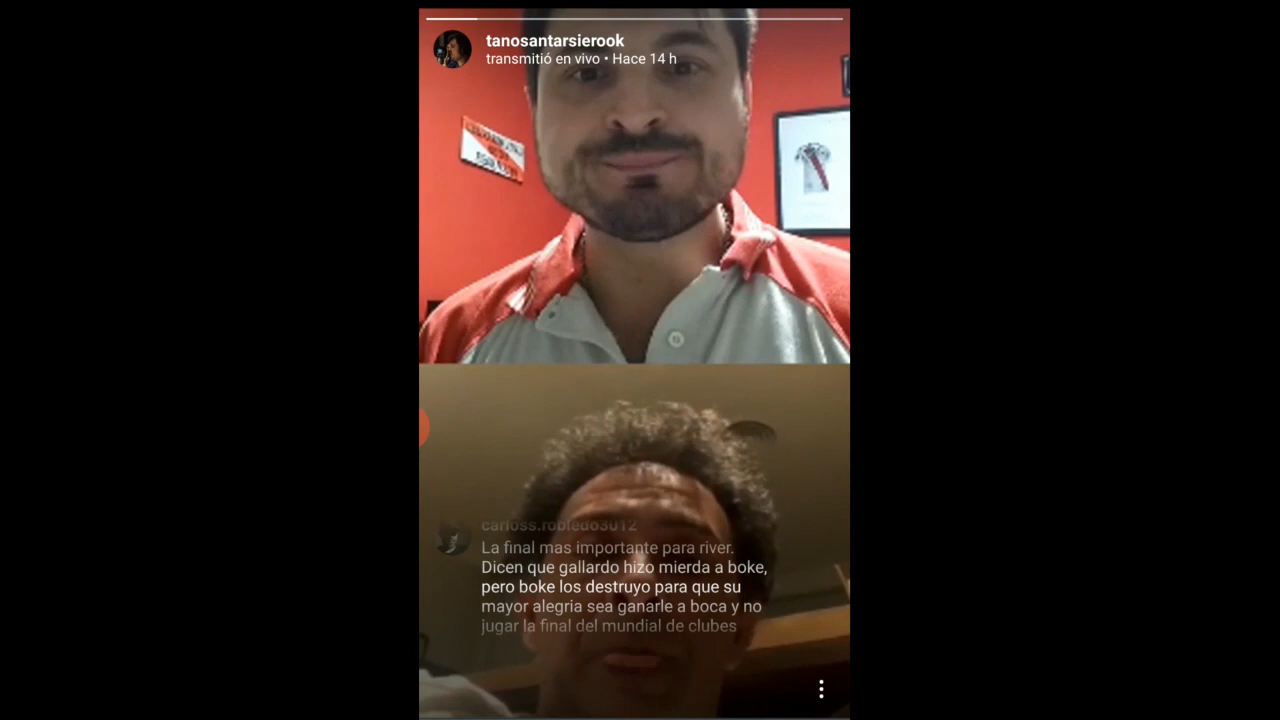 tanosantarsierook
transmitió en vivo • Hace 14 h
carloss.robledo3012
La final mas importante para river.
Dicen que gallardo hizo mierda a boke,
pero boke los destruyo para que su
mayor alegria sea ganarle a boca y no
jugar la final del mundial de clubes